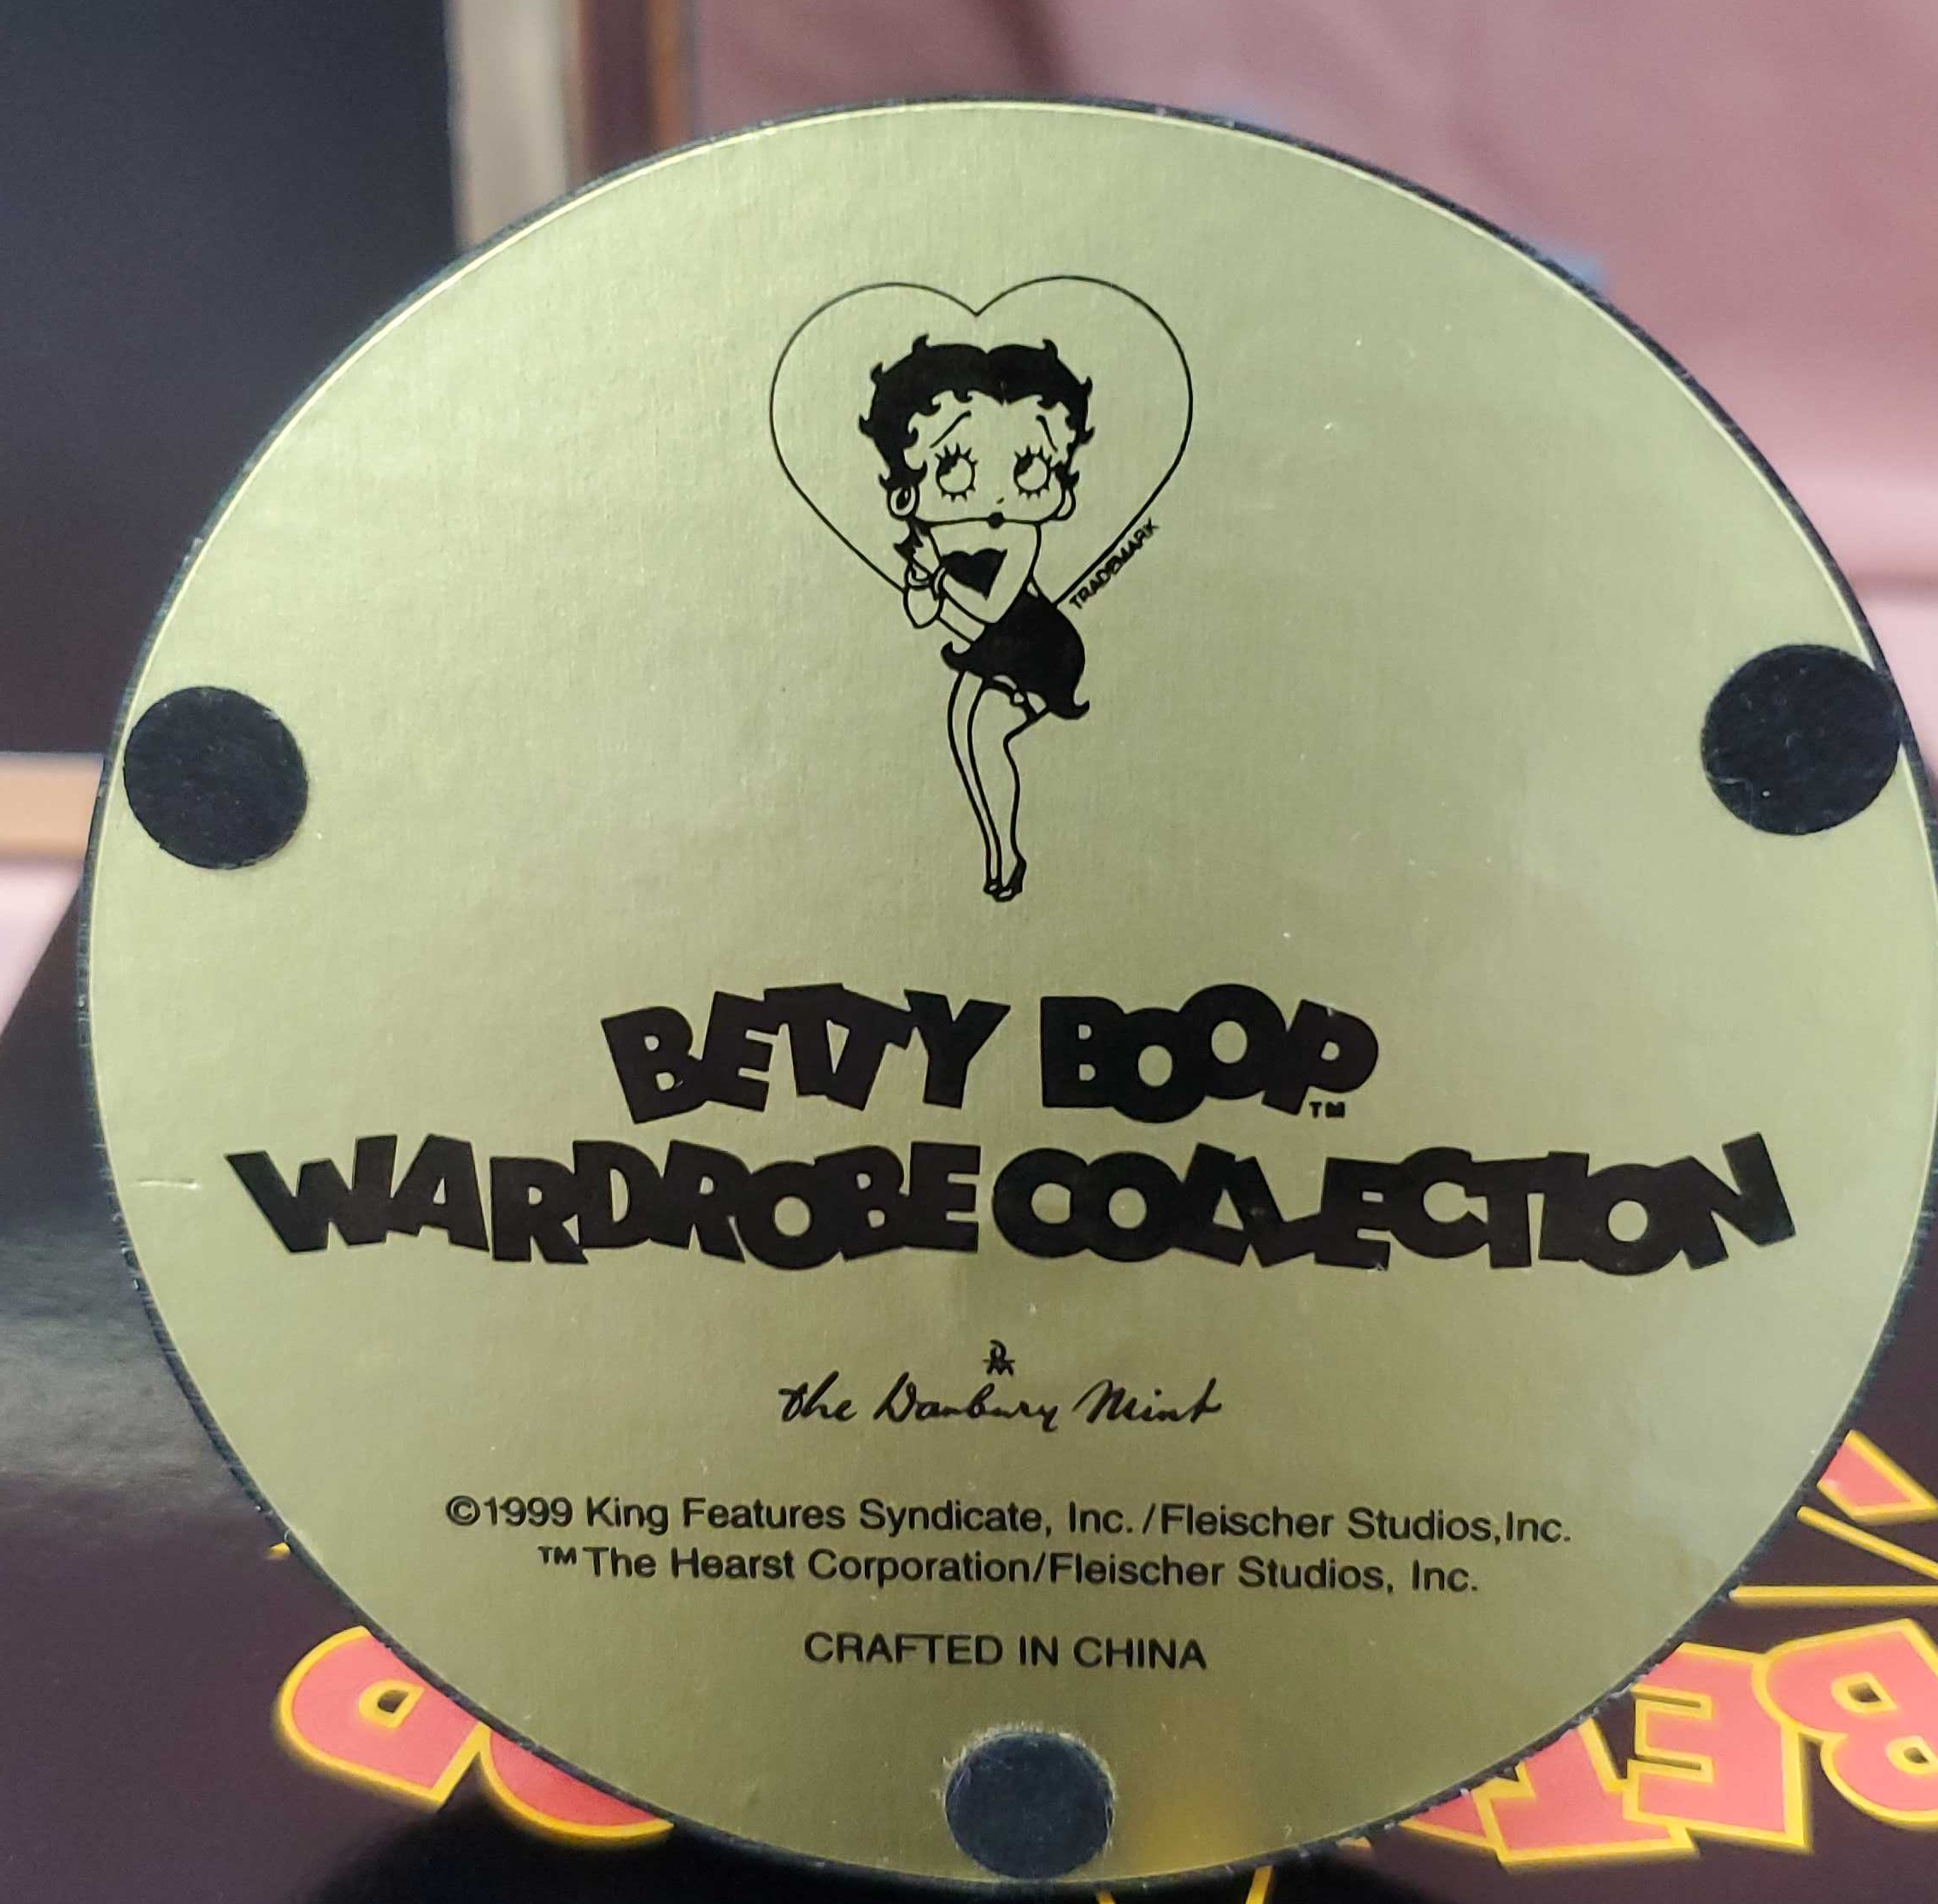 TRADEMARK
BETTY BOOP™
WARDROBE COLLECTION
DM
the Danbury Mint
©1999 King Features Syndicate, Inc./Fleischer Studios,Inc.
™The Hearst Corporation/Fleischer Studios, Inc.
CRAFTED IN CHINA